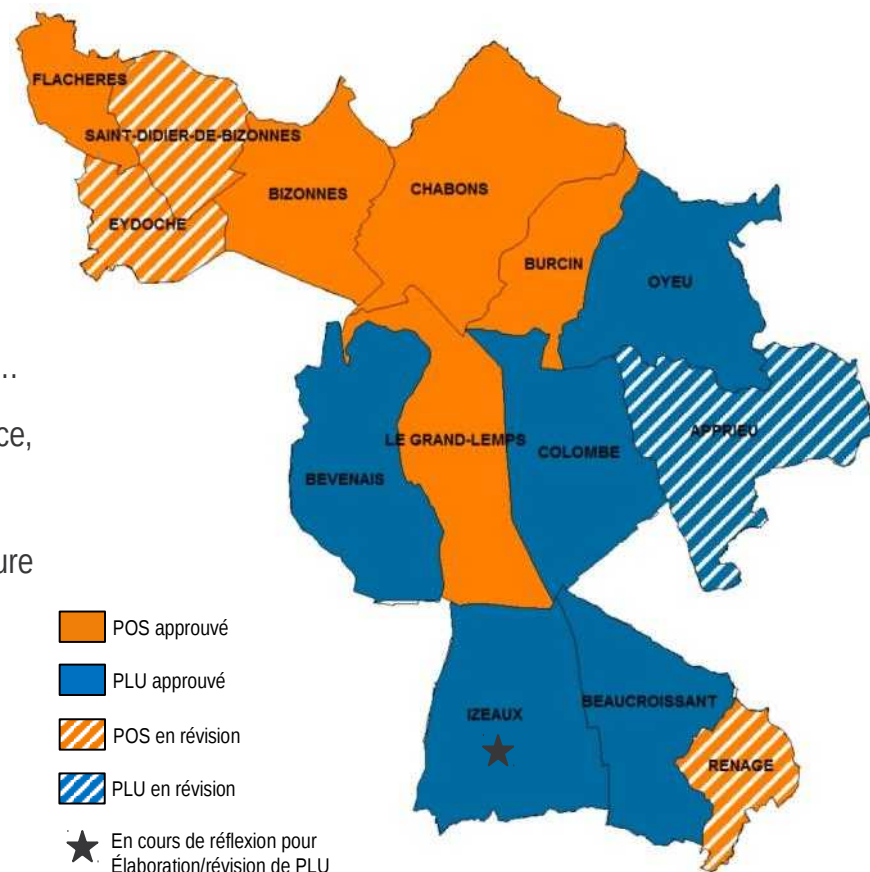 FLACHERES
SAINT-DIDIER-DE-BIZONNES
BIZONNES
CHABONS
EYDOCHE
BURCIN
OYEU
..
ce,
APPRIEU
LE GRAND-LEMPS
COLOMBE
BEVENAIS
ure
POS approuvé
PLU approuvé
BEAUCROISSANT
IZEAUX
POS en révision
RENAGE
PLU en révision
En cours de réflexion pour
Élaboration/révision de PLU